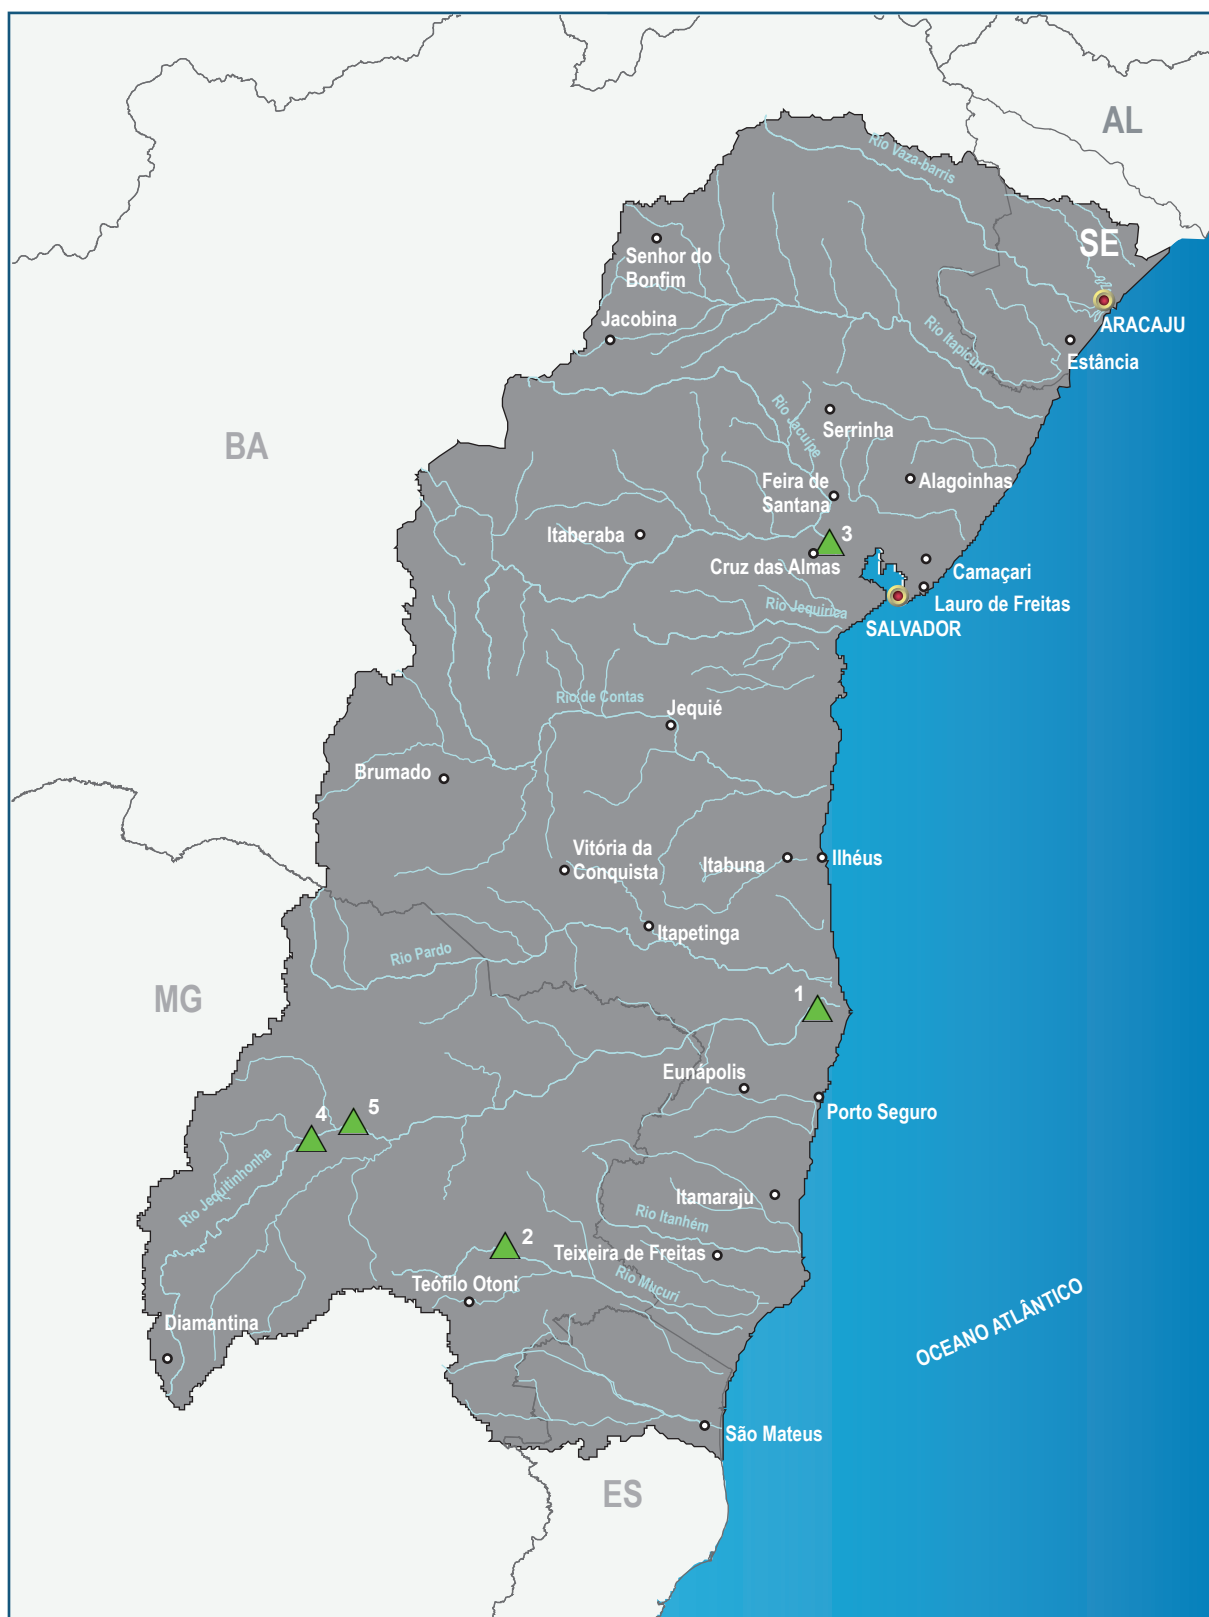 AL
Rio Vaza-barris
SE
Senhor do
Bonfim
ARACAJU
Jacobina
Rio Itapicuru
Estância
Rio Jacuípe
Serrinha
BA
Feira de
Santana
Alagoinhas
Itaberaba
3
Cruz das Almas
Camaçari
Rio Jequiriça
Lauro de Freitas
SALVADOR
Rio de Contas
Jequié
Brumado
Vitória da
Conquista
Itabuna
Ilhéus
Itapetinga
Rio Pardo
MG
1
Eunápolis
Porto Seguro
4
5
Rio Jequitinhonha
Itamaraju
Rio Itanhém
2
Teixeira de Freitas
Rio Mucuri
Teófilo Otoni
OCEANO ATLÂNTICO
Diamantina
São Mateus
ES